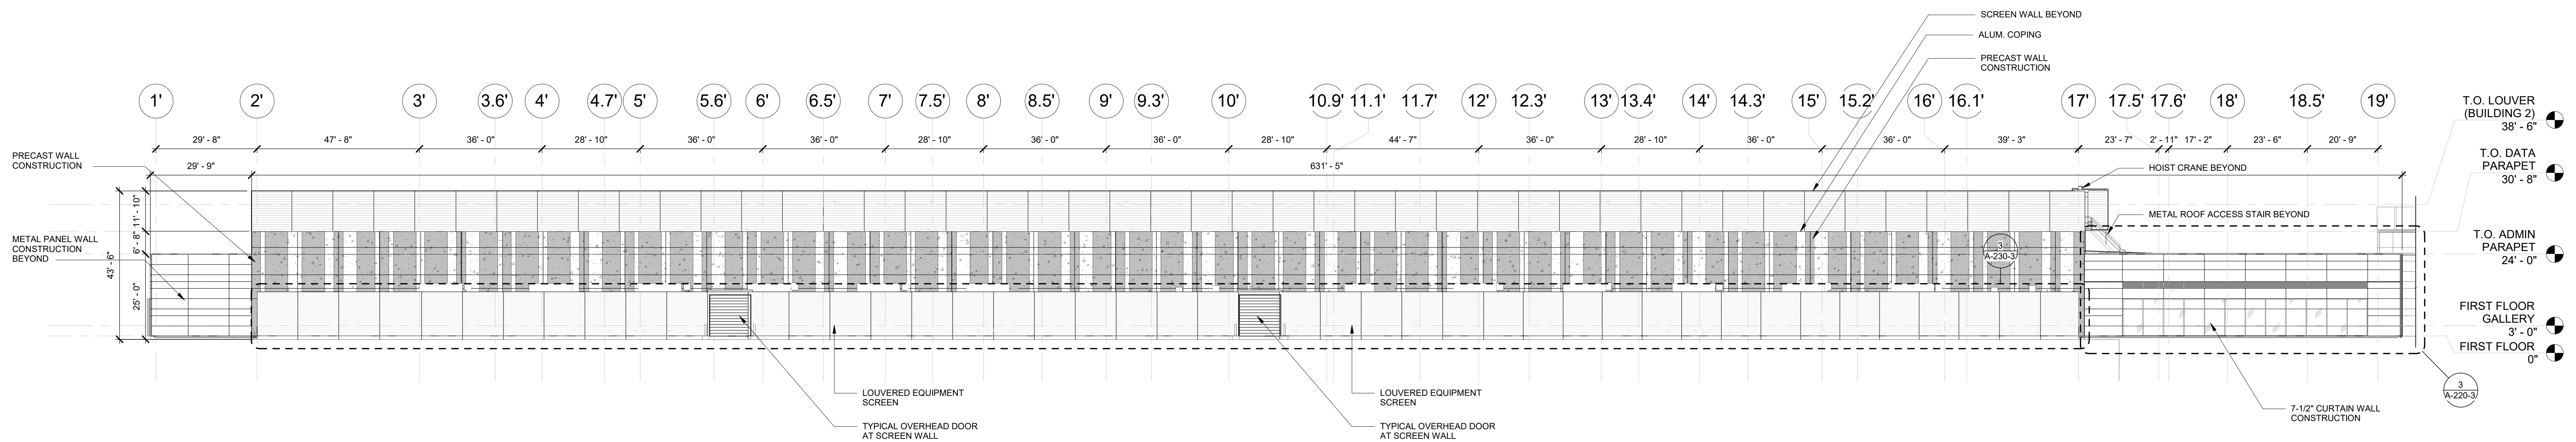 SCREEN WALL BEYOND
ALUM. COPING
PRECAST WALL
CONSTRUCTION
1' 2' 3' 3.6' 4' 4.7' 5' 5.6' 6' 6.5' 7' 7.5' 8' 8.5' 9' 9.3' 10' 10.9' 11.1' 11.7' 12' 12.3' 13' 13.4' 14' 14.3' 15' 15.2' 16' 16.1' 17' 17.5' 17.6' 18' 18.5' 19'
29' - 8" 47' - 8" 36' - 0" 28' - 10" 36' - 0" 36' - 0" 28' - 10" 36' - 0" 36' - 0" 28' - 10" 44' - 7" 36' - 0" 28' - 10" 36' - 0" 36' - 0" 39' - 3" 23' - 7" 2' - 11" 17' - 2" 23' - 6" 20' - 9"
29' - 9" 631' - 5"
PRECAST WALL
CONSTRUCTION
METAL PANEL WALL
CONSTRUCTION
BEYOND
43' - 6"
11' - 10"
6' - 8"
25' - 0"
HOIST CRANE BEYOND
METAL ROOF ACCESS STAIR BEYOND
3
A-230-3
T.O. LOUVER
(BUILDING 2)
38' - 6"
T.O. DATA
PARAPET
30' - 8"
T.O. ADMIN
PARAPET
24' - 0"
FIRST FLOOR
GALLERY
3' - 0"
FIRST FLOOR
0"
3
A-220-3
LOUVERED EQUIPMENT
SCREEN
TYPICAL OVERHEAD DOOR
AT SCREEN WALL
LOUVERED EQUIPMENT
SCREEN
TYPICAL OVERHEAD DOOR
AT SCREEN WALL
7-1/2" CURTAIN WALL
CONSTRUCTION